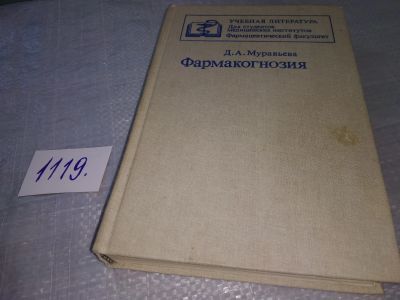 УЧЕБНАЯ ЛИТЕРАТУРА
Для студентов
медицинских институтов
Фармацевтический факультет
Д.А.Муравьева
Фармакогнозия
1119.